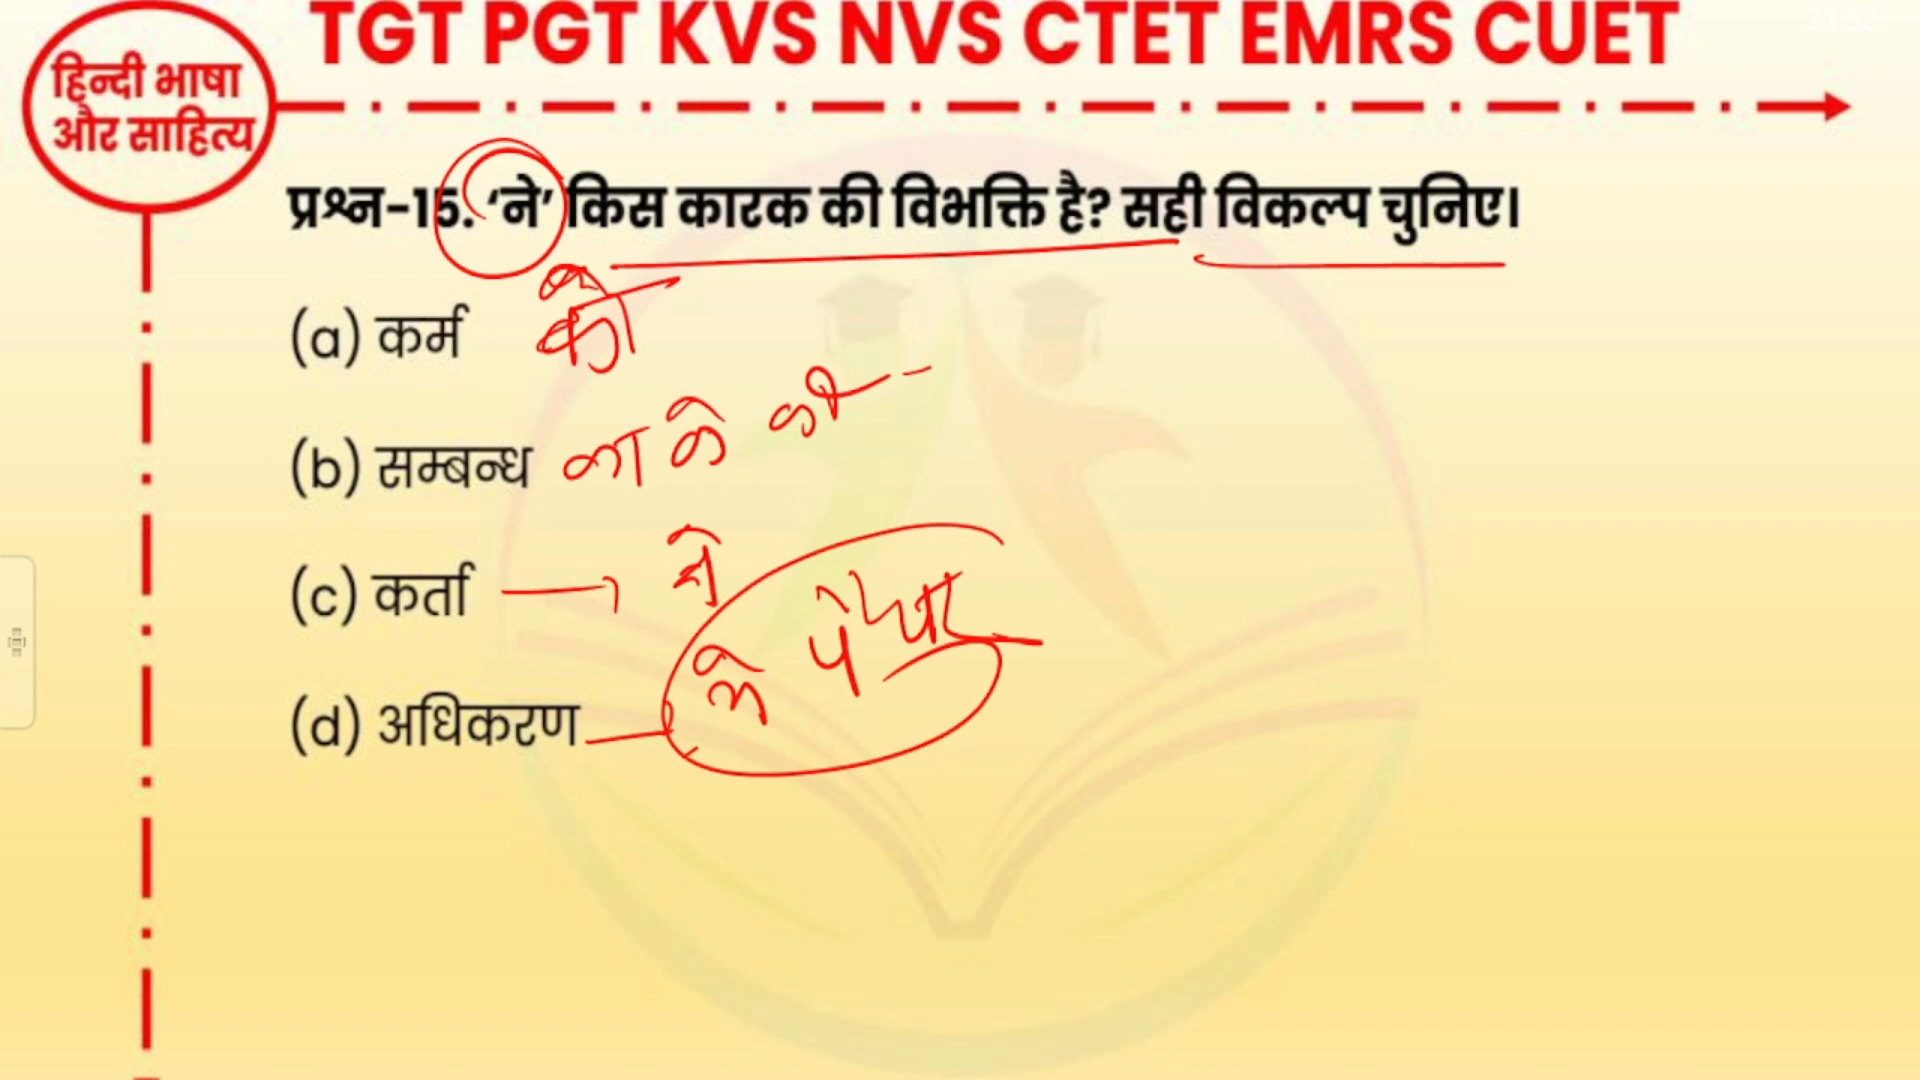 TGT PGT KVS NVS CTET EMRS CUET
हिन्दी भाषा
और साहित्य
प्रश्न-15. ‘ने’ किस कारक की विभक्ति है? सही विकल्प चुनिए।
(a) कर्म को
(b) सम्बन्ध का के की
(c) कर्ता ने
(d) अधिकरण में पे पर